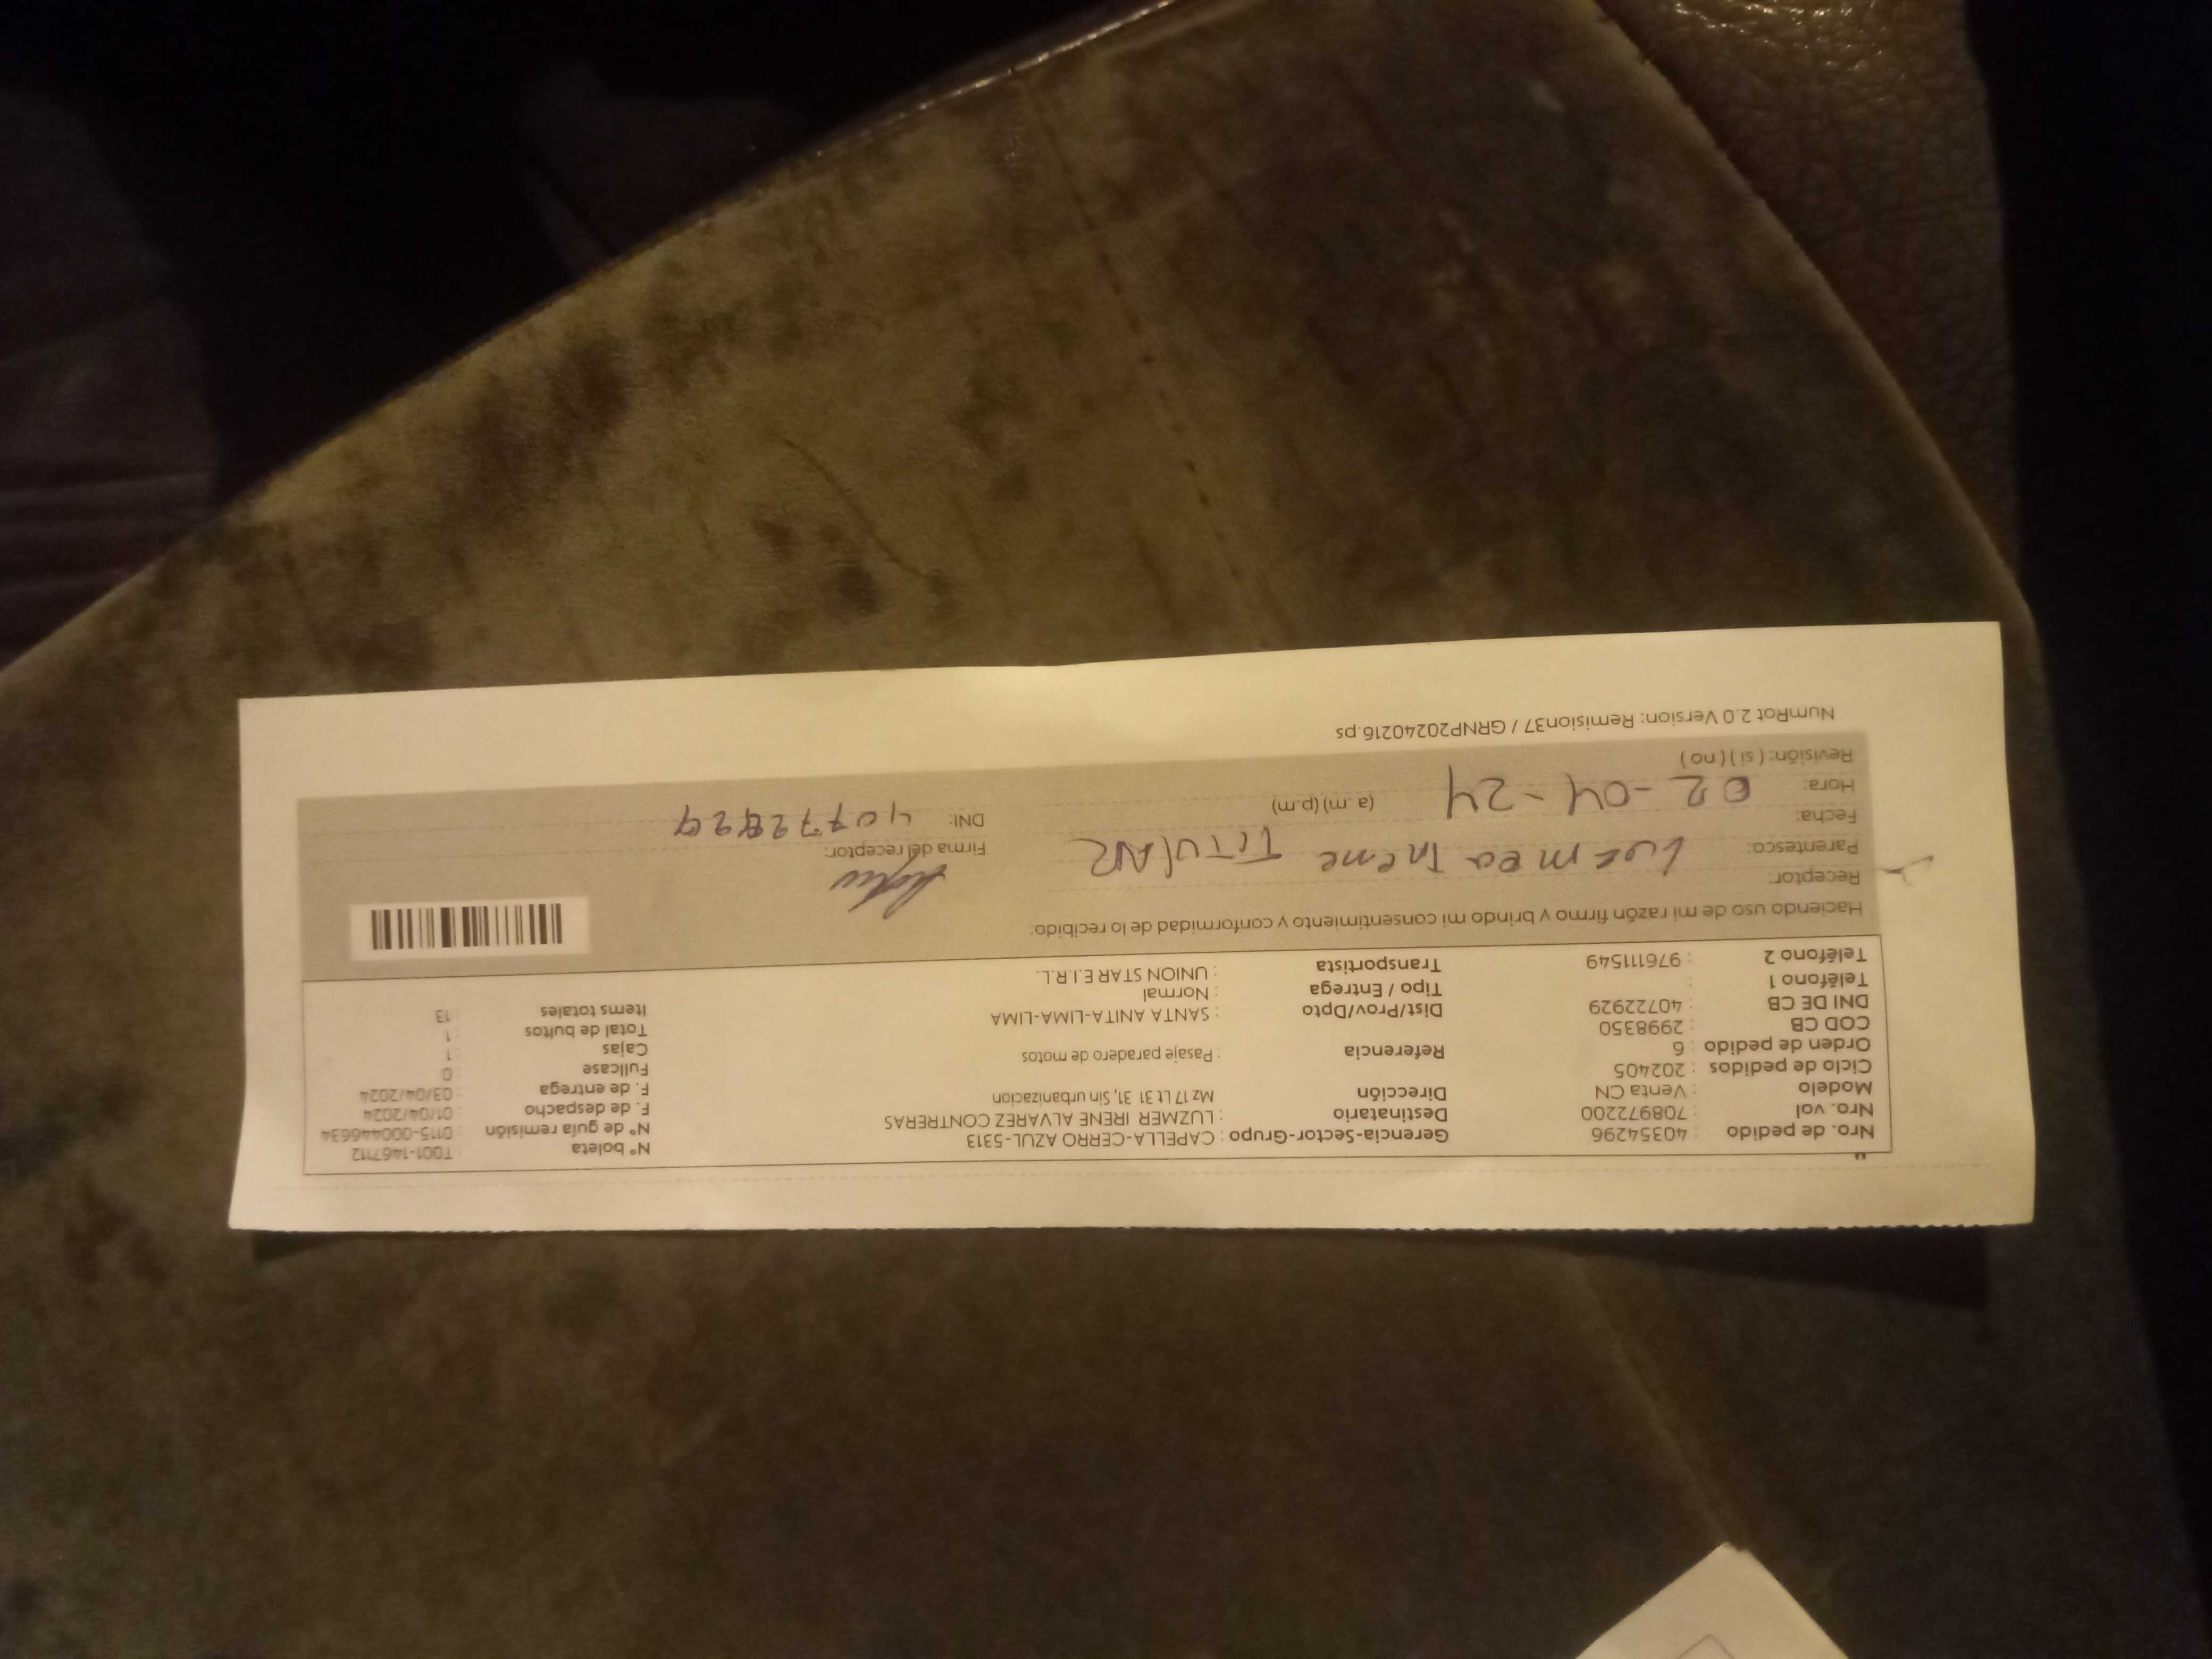 Nro. de pedido : 40354296 Gerencia-Sector-Grupo : CAPELLA-CERRO AZUL-5313 N° boleta : T001-1467112
Nro. vol : 708972200 Destinatario : LUZMER IRENE ALVAREZ CONTRERAS N° de guía remisión : 0115-000446634
Modelo : Venta CN Dirección Mz 17 Lt 31 31, Sin urbanizacion F. de despacho : 01/04/2024
Ciclo de pedidos : 202405 F. de entrega : 03/04/2024
Orden de pedido : 6 Referencia : Pasaje paradero de motos Fullcase : 0
COD CB : 2998350 Cajas : 1
DNI DE CB : 40722929 Dist/Prov/Dpto : SANTA ANITA-LIMA-LIMA Total de bultos : 1
Teléfono 1 : Tipo / Entrega : Normal Items totales : 13
Teléfono 2 : 976111549 Transportista : UNION STAR E.I.R.L.
Haciendo uso de mi razón firmo y brindo mi consentimiento y conformidad de lo recibido:
Receptor:
Parentesco: Irene TITULAR Firma del receptor:
Fecha: DNI:
Hora: 02-04-24 (a.m) (p.m)
Revisión: ( si ) ( no )
NumRot 2.0 Version: Remision37 / GRNP20240216.ps